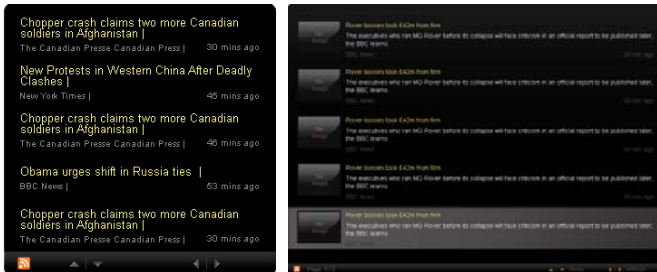 Chopper crash claims two more Canadian
soldiers in Afghanistan |
The Canadian Presse Canadian Press |
30 mins ago
New Protests in Western China After Deadly
Clashes |
New York Times |
45 mins ago
Chopper crash claims two more Canadian
soldiers in Afghanistan |
The Canadian Presse Canadian Press |
46 mins ago
Obama urges shift in Russia ties |
BBC News |
53 mins ago
Chopper crash claims two more Canadian
soldiers in Afghanistan |
The Canadian Presse Canadian Press |
30 mins ago
Rover bosses took £42m from firm
The executives who ran MG Rover before its collapse will face criticism in an official report to be published later,
the BBC learns.
BBC News
Rover bosses took £42m from firm
The executives who ran MG Rover before its collapse will face criticism in an official report to be published later,
the BBC learns.
BBC News
Rover bosses took £42m from firm
The executives who ran MG Rover before its collapse will face criticism in an official report to be published later,
the BBC learns.
BBC News
Rover bosses took £42m from firm
The executives who ran MG Rover before its collapse will face criticism in an official report to be published later,
the BBC learns.
BBC News
Rover bosses took £42m from firm
The executives who ran MG Rover before its collapse will face criticism in an official report to be published later,
the BBC learns.
BBC News